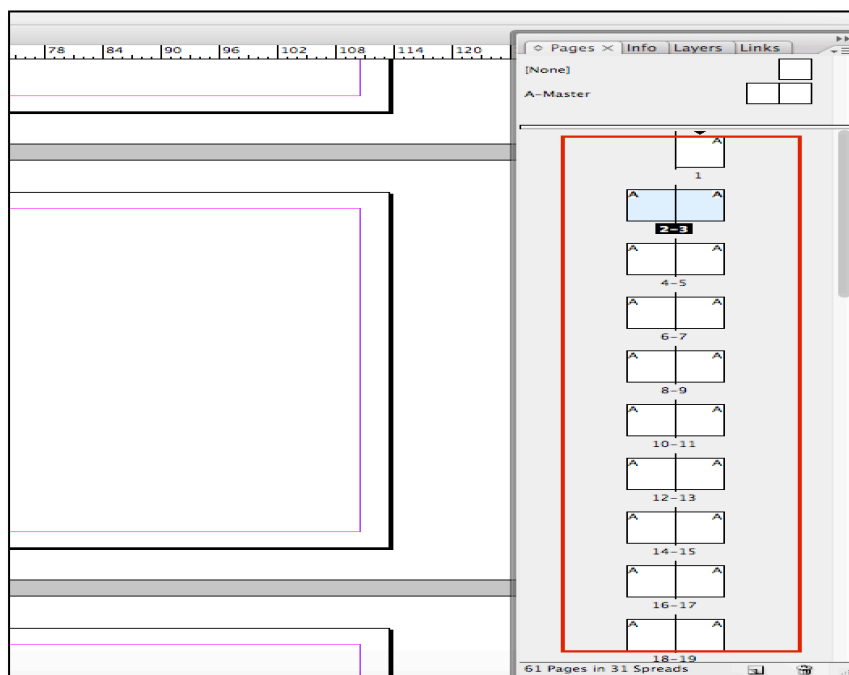 78 84 90 96 102 108 114 120
Pages × Info Layers Links
[None]
A-Master
A
1
A A
2-3
A A
4-5
A A
6-7
A A
8-9
A A
10-11
A A
12-13
A A
14-15
A A
16-17
A A
18-19
61 Pages in 31 Spreads